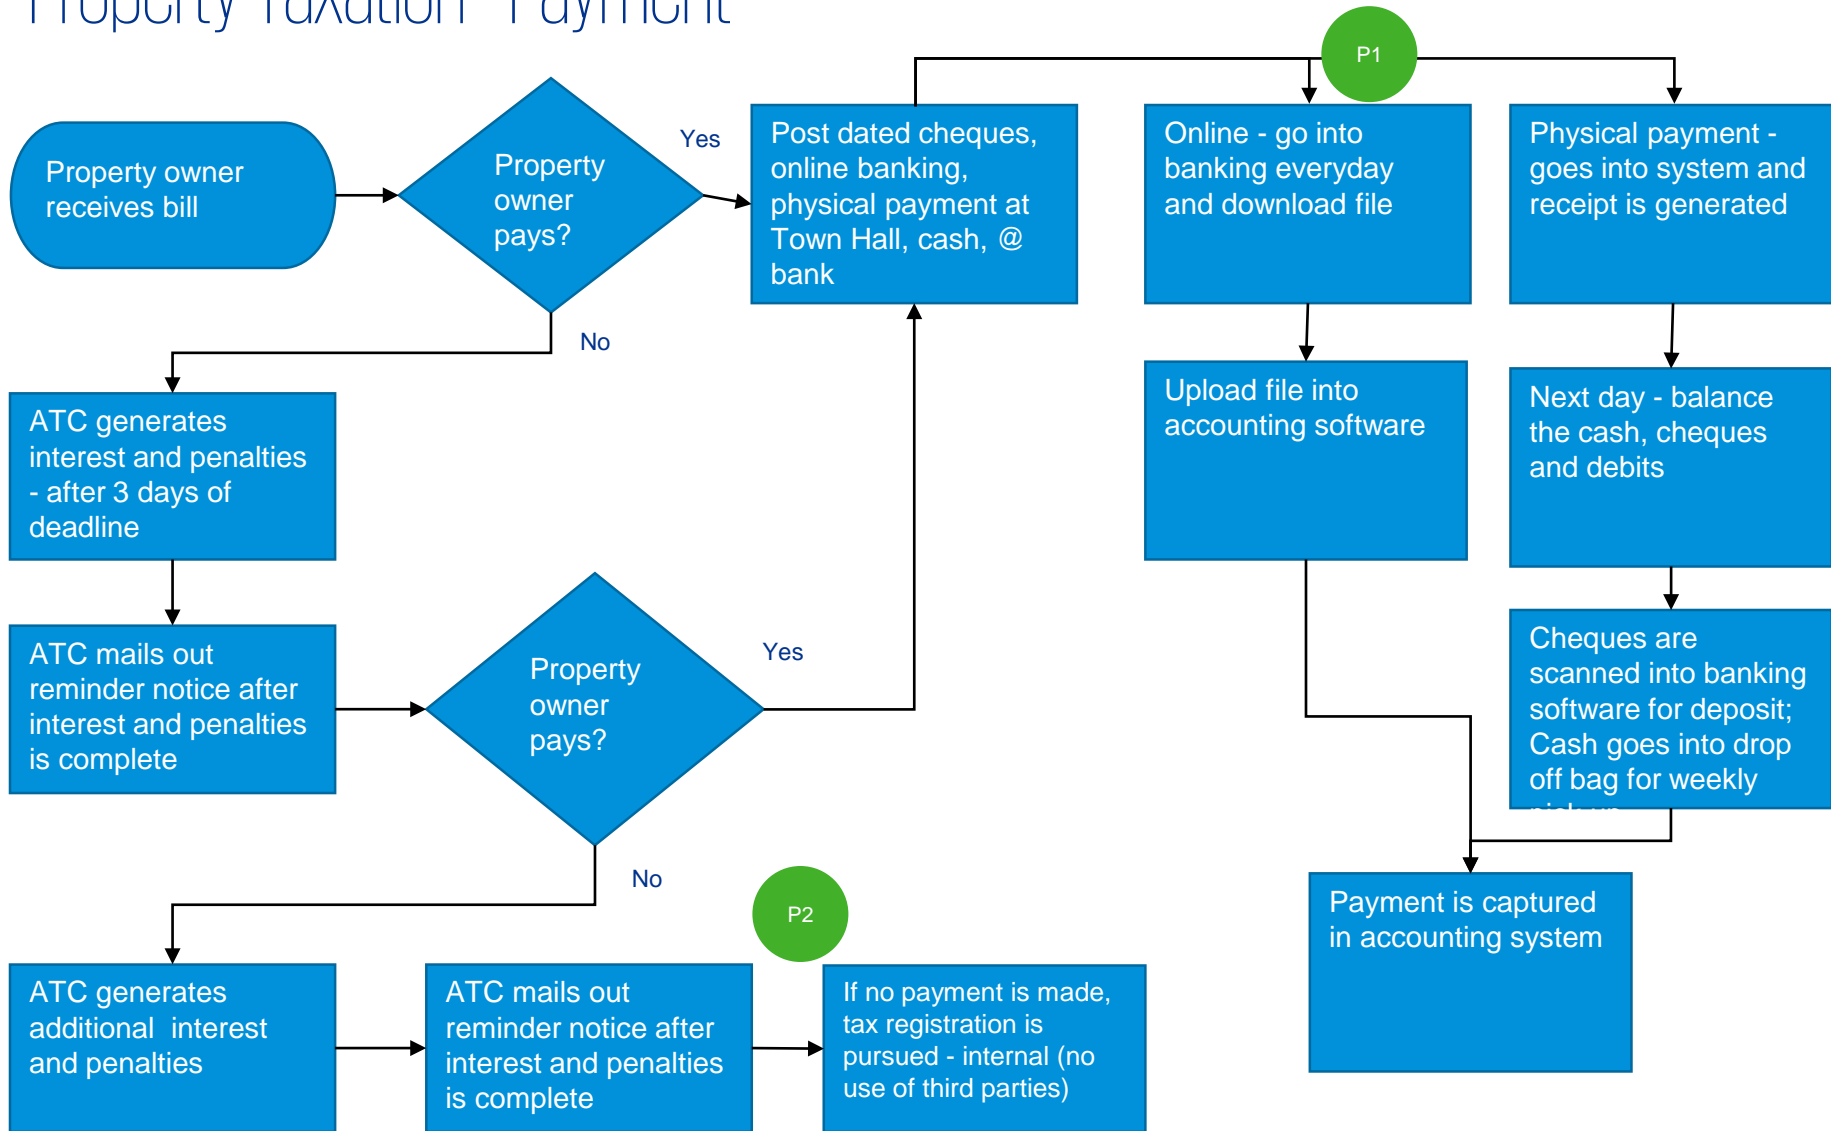 Property Taxation - Payment
P1
Property owner
receives bill
Property
owner
pays?
Yes
No
Post dated cheques,
online banking,
physical payment at
Town Hall, cash, @
bank
Online - go into
banking everyday
and download file
Physical payment -
goes into system and
receipt is generated
ATC generates
interest and penalties
- after 3 days of
deadline
Upload file into
accounting software
Next day - balance
the cash, cheques
and debits
ATC mails out
reminder notice after
interest and penalties
is complete
Property
owner
pays?
Yes
No
Cheques are
scanned into banking
software for deposit;
Cash goes into drop
off bag for weekly
P2
Payment is captured
in accounting system
ATC generates
additional  interest
and penalties
ATC mails out
reminder notice after
interest and penalties
is complete
If no payment is made,
tax registration is
pursued - internal (no
use of third parties)